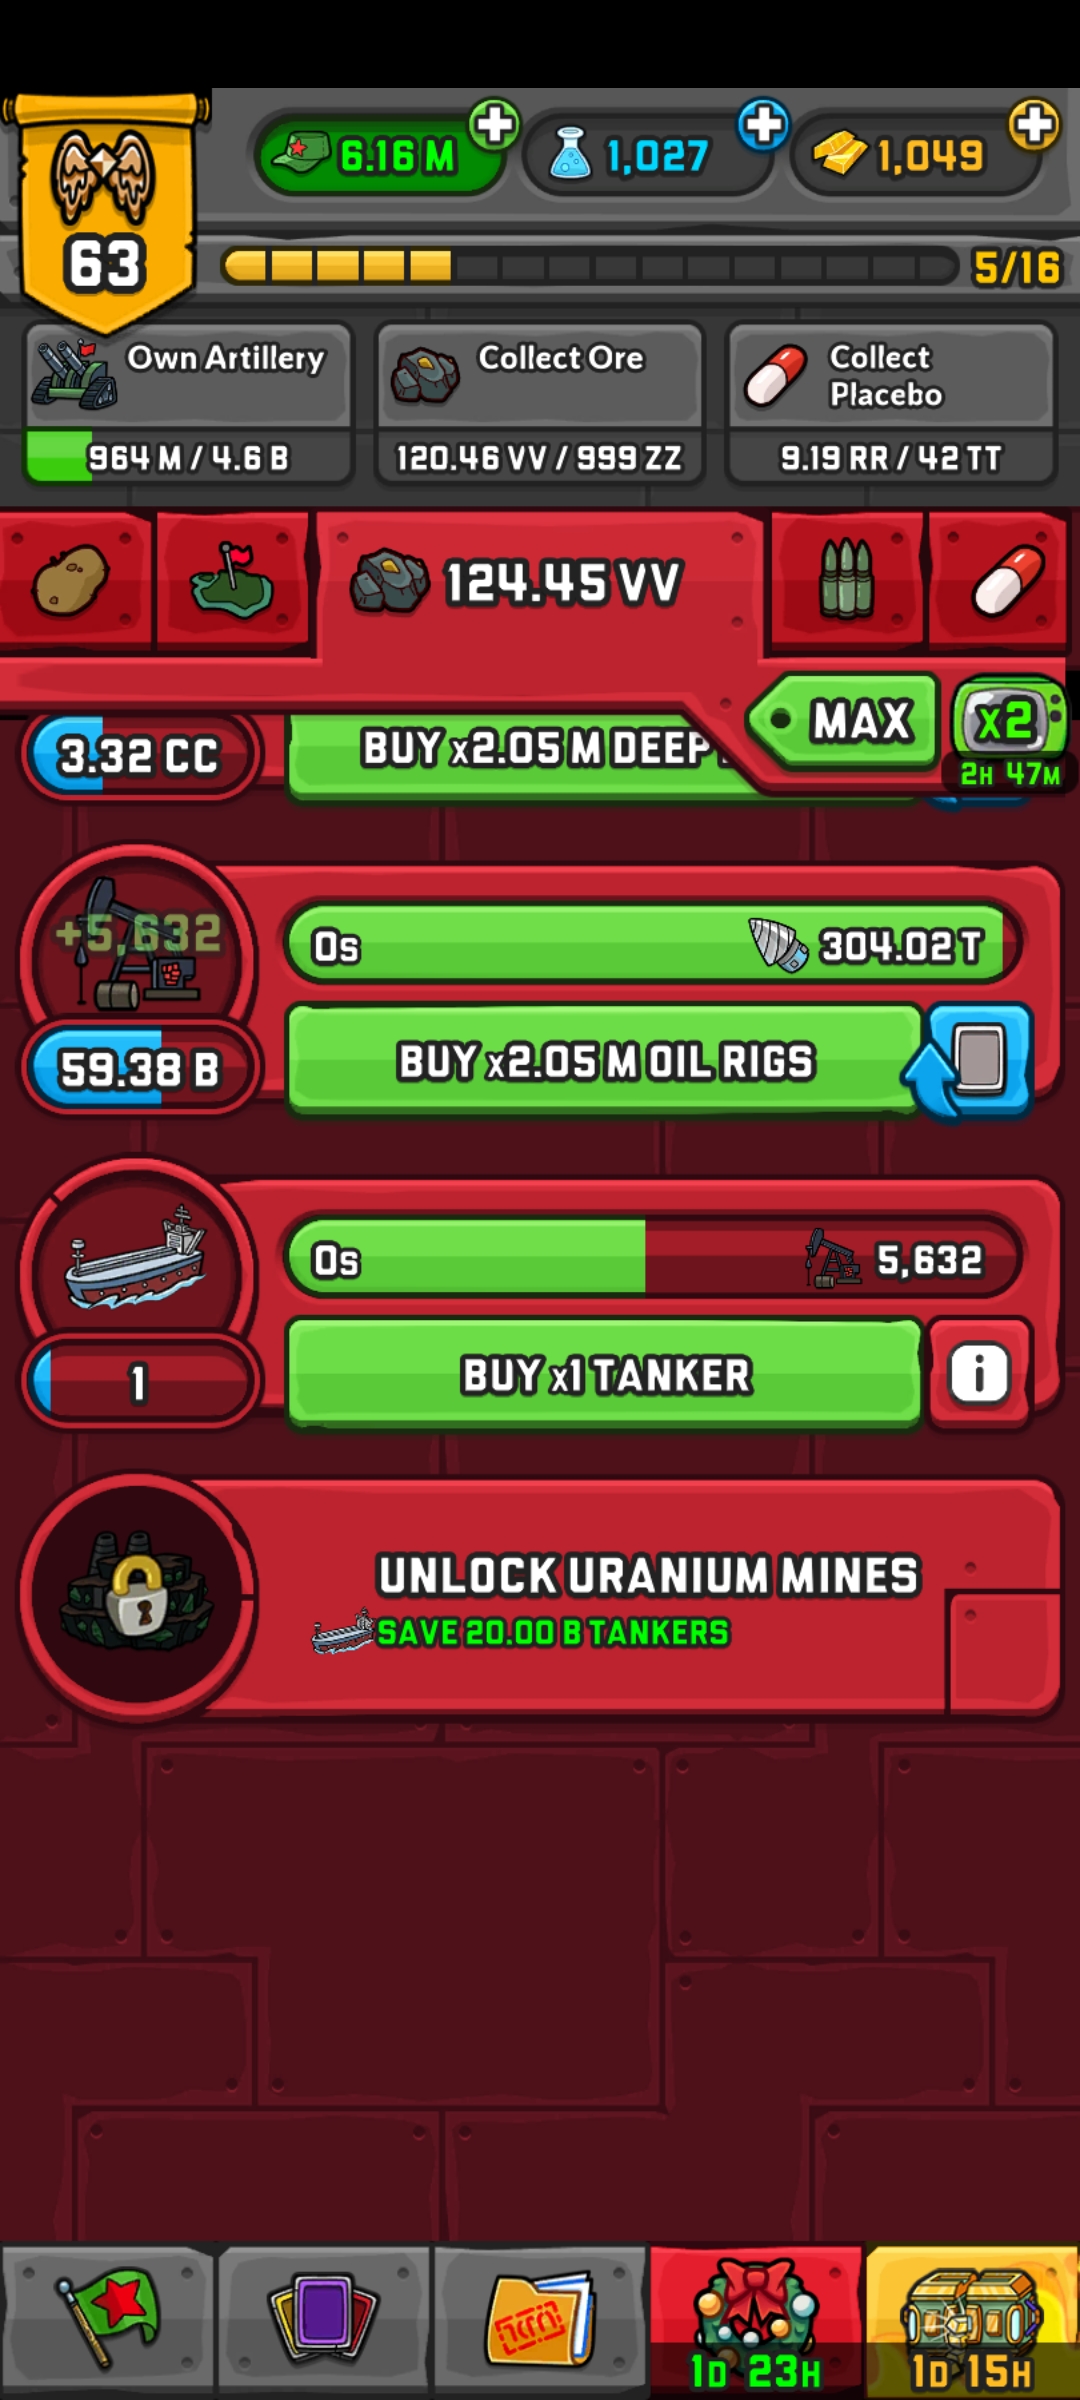 6.16 M
1,027
1,049
63
5/16
Own Artillery
964 M / 4.6 B
Collect Ore
120.46 VV / 999 ZZ
Collect
Placebo
9.19 RR / 42 TT
124.45 VV
MAX
x2
2H 47M
3.32 CC
BUY x2.05 M DEEP
+5,632
0s
304.02 T
59.38 B
BUY x2.05 M OIL RIGS
0s
5,632
1
BUY x1 TANKER
i
UNLOCK URANIUM MINES
SAVE 20.00 B TANKERS
1D 23H
1D 15H